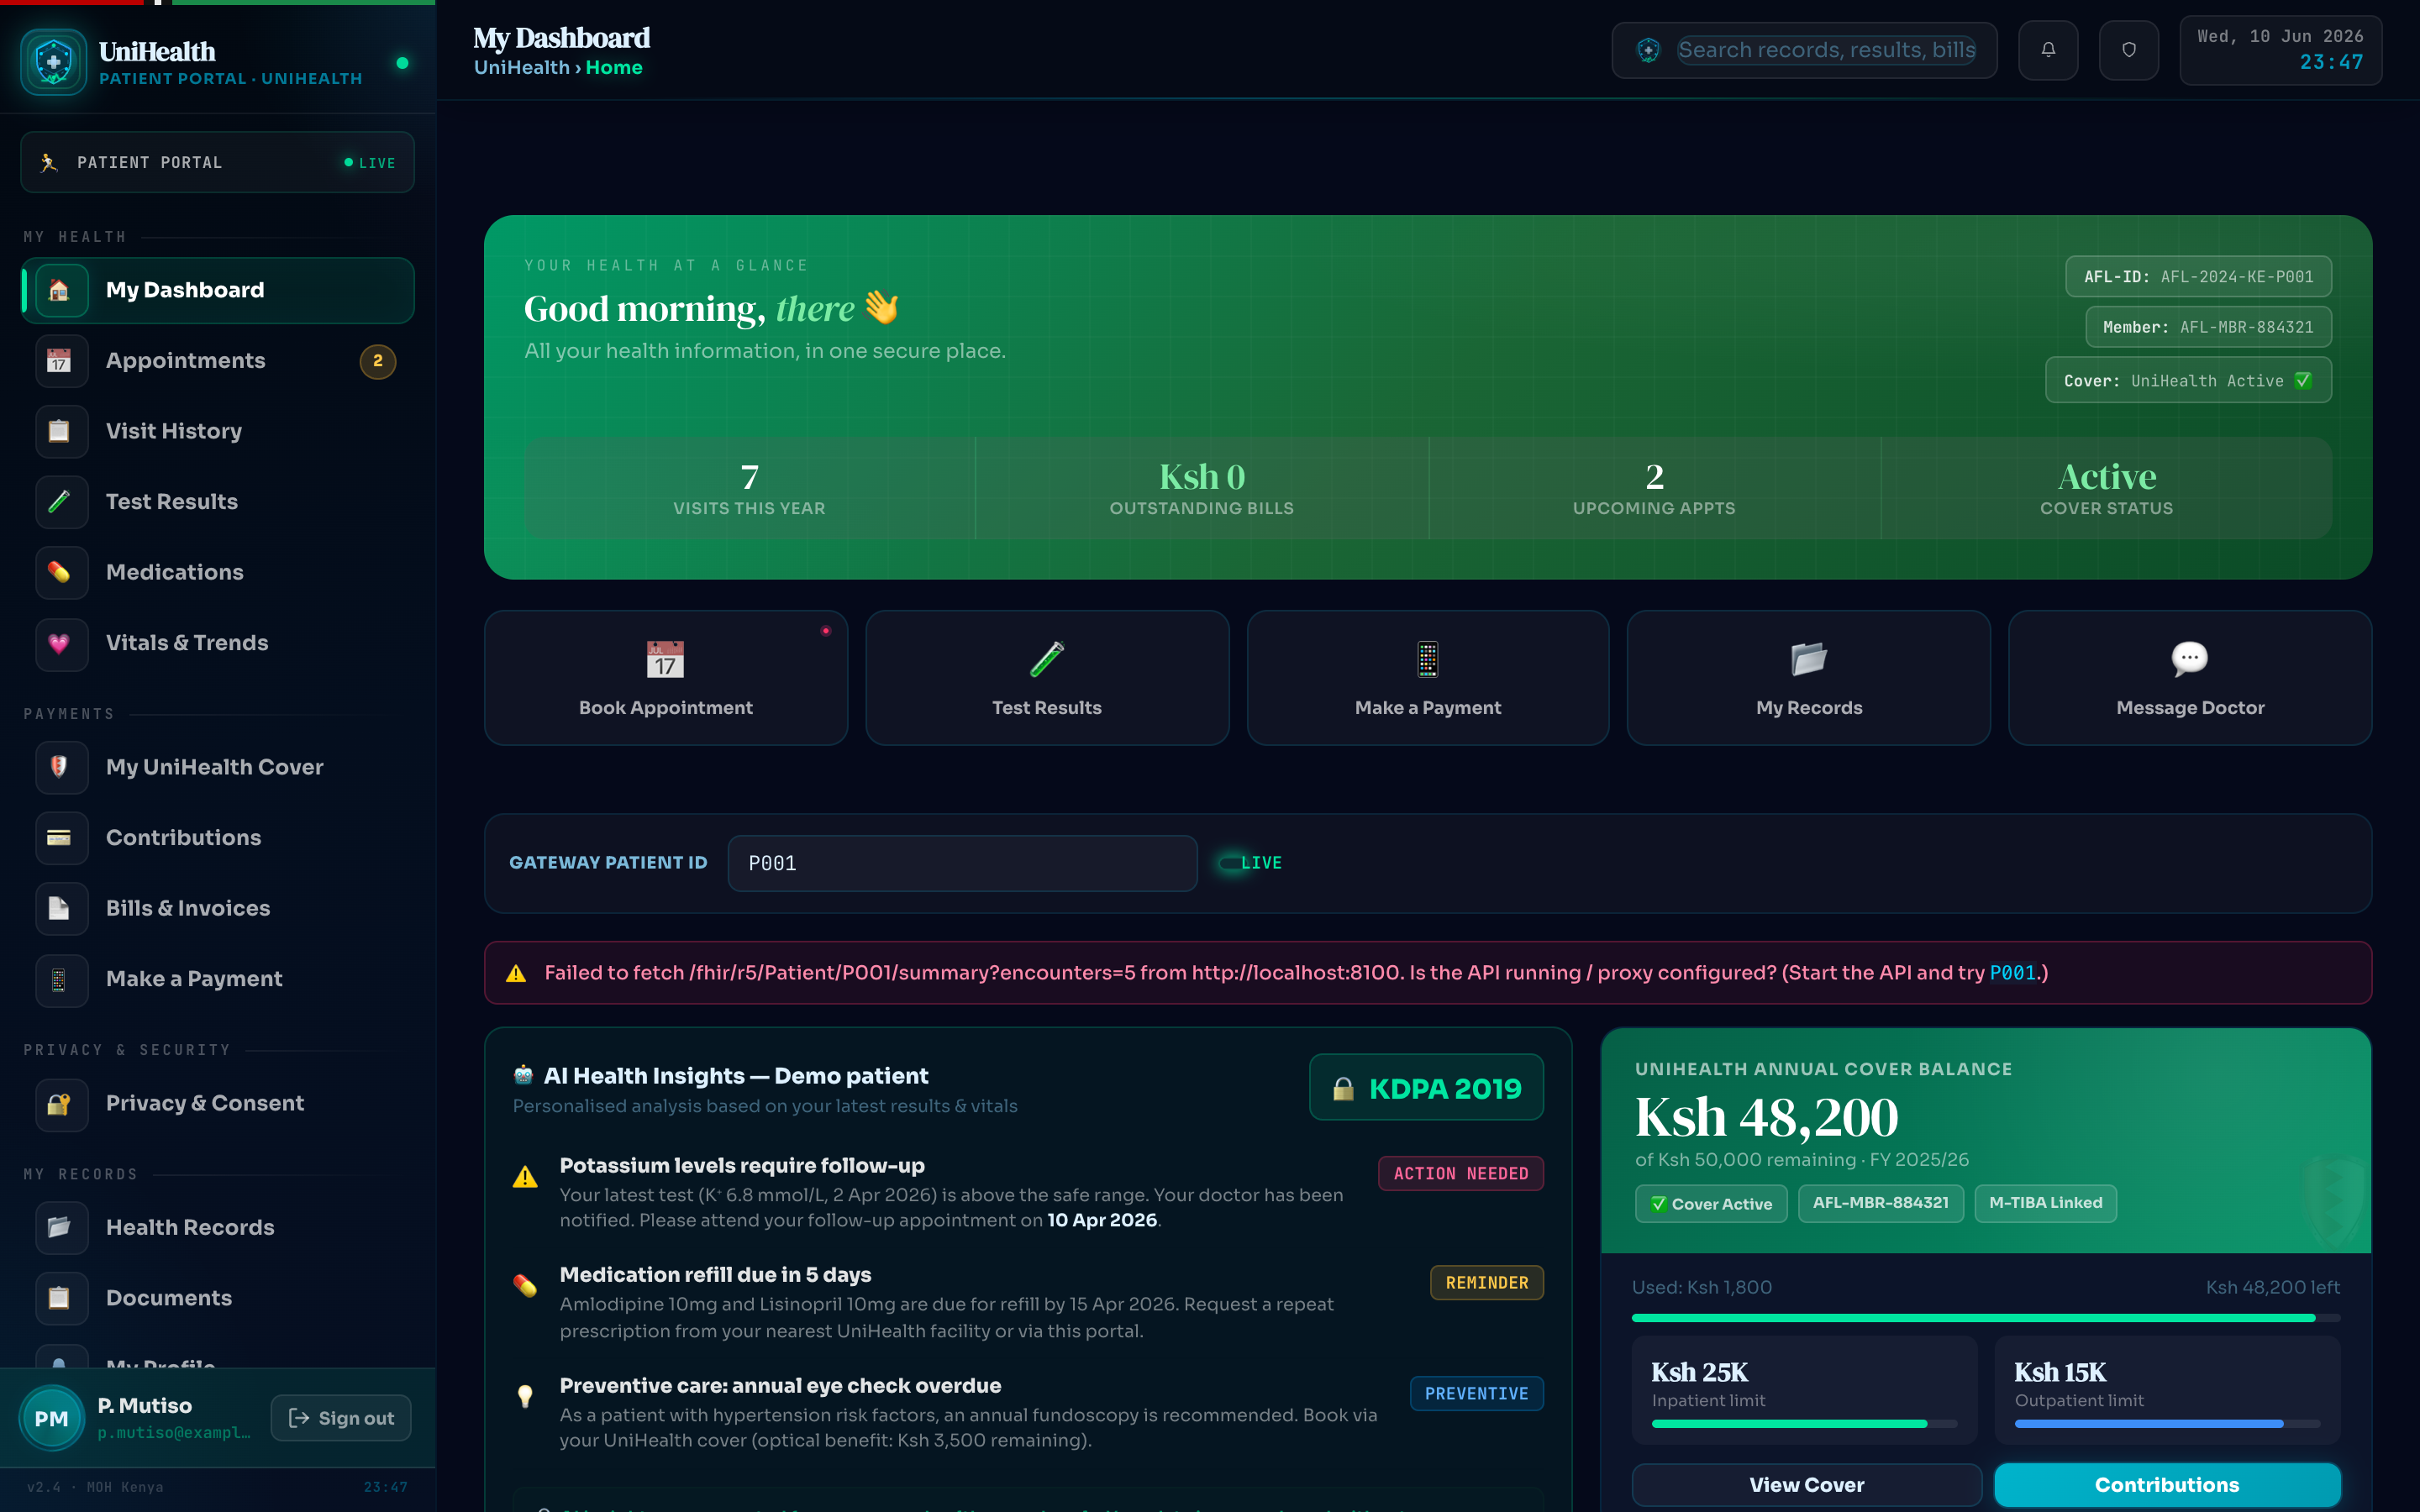 UniHealth
PATIENT PORTAL · UNIHEALTH
PATIENT PORTAL
LIVE
MY HEALTH
My Dashboard
Appointments
2
Visit History
Test Results
Medications
Vitals & Trends
PAYMENTS
My UniHealth Cover
Contributions
Bills & Invoices
Make a Payment
PRIVACY & SECURITY
Privacy & Consent
MY RECORDS
Health Records
Documents
My Profile
PM
P. Mutiso
p.mutiso@exampl…
Sign out
v2.4 · MOH Kenya
23:47
My Dashboard
UniHealth › Home
Search records, results, bills
Wed, 10 Jun 2026
23:47
YOUR HEALTH AT A GLANCE
Good morning, there 👋
All your health information, in one secure place.
AFL-ID: AFL-2024-KE-P001
Member: AFL-MBR-884321
Cover: UniHealth Active ✅
7
VISITS THIS YEAR
Ksh 0
OUTSTANDING BILLS
2
UPCOMING APPTS
Active
COVER STATUS
JUL
17
Book Appointment
Test Results
Make a Payment
My Records
Message Doctor
GATEWAY PATIENT ID
P001
LIVE
⚠️ Failed to fetch /fhir/r5/Patient/P001/summary?encounters=5 from http://localhost:8100. Is the API running / proxy configured? (Start the API and try P001.)
🤖 AI Health Insights — Demo patient
Personalised analysis based on your latest results & vitals
🔒 KDPA 2019
Potassium levels require follow-up
ACTION NEEDED
Your latest test (K⁺ 6.8 mmol/L, 2 Apr 2026) is above the safe range. Your doctor has been
notified. Please attend your follow-up appointment on 10 Apr 2026.
Medication refill due in 5 days
REMINDER
Amlodipine 10mg and Lisinopril 10mg are due for refill by 15 Apr 2026. Request a repeat
prescription from your nearest UniHealth facility or via this portal.
Preventive care: annual eye check overdue
PREVENTIVE
As a patient with hypertension risk factors, an annual fundoscopy is recommended. Book via
your UniHealth cover (optical benefit: Ksh 3,500 remaining).
UNIHEALTH ANNUAL COVER BALANCE
Ksh 48,200
of Ksh 50,000 remaining · FY 2025/26
✅ Cover Active
AFL-MBR-884321
M-TIBA Linked
Used: Ksh 1,800
Ksh 48,200 left
Ksh 25K
Inpatient limit
Ksh 15K
Outpatient limit
View Cover
Contributions